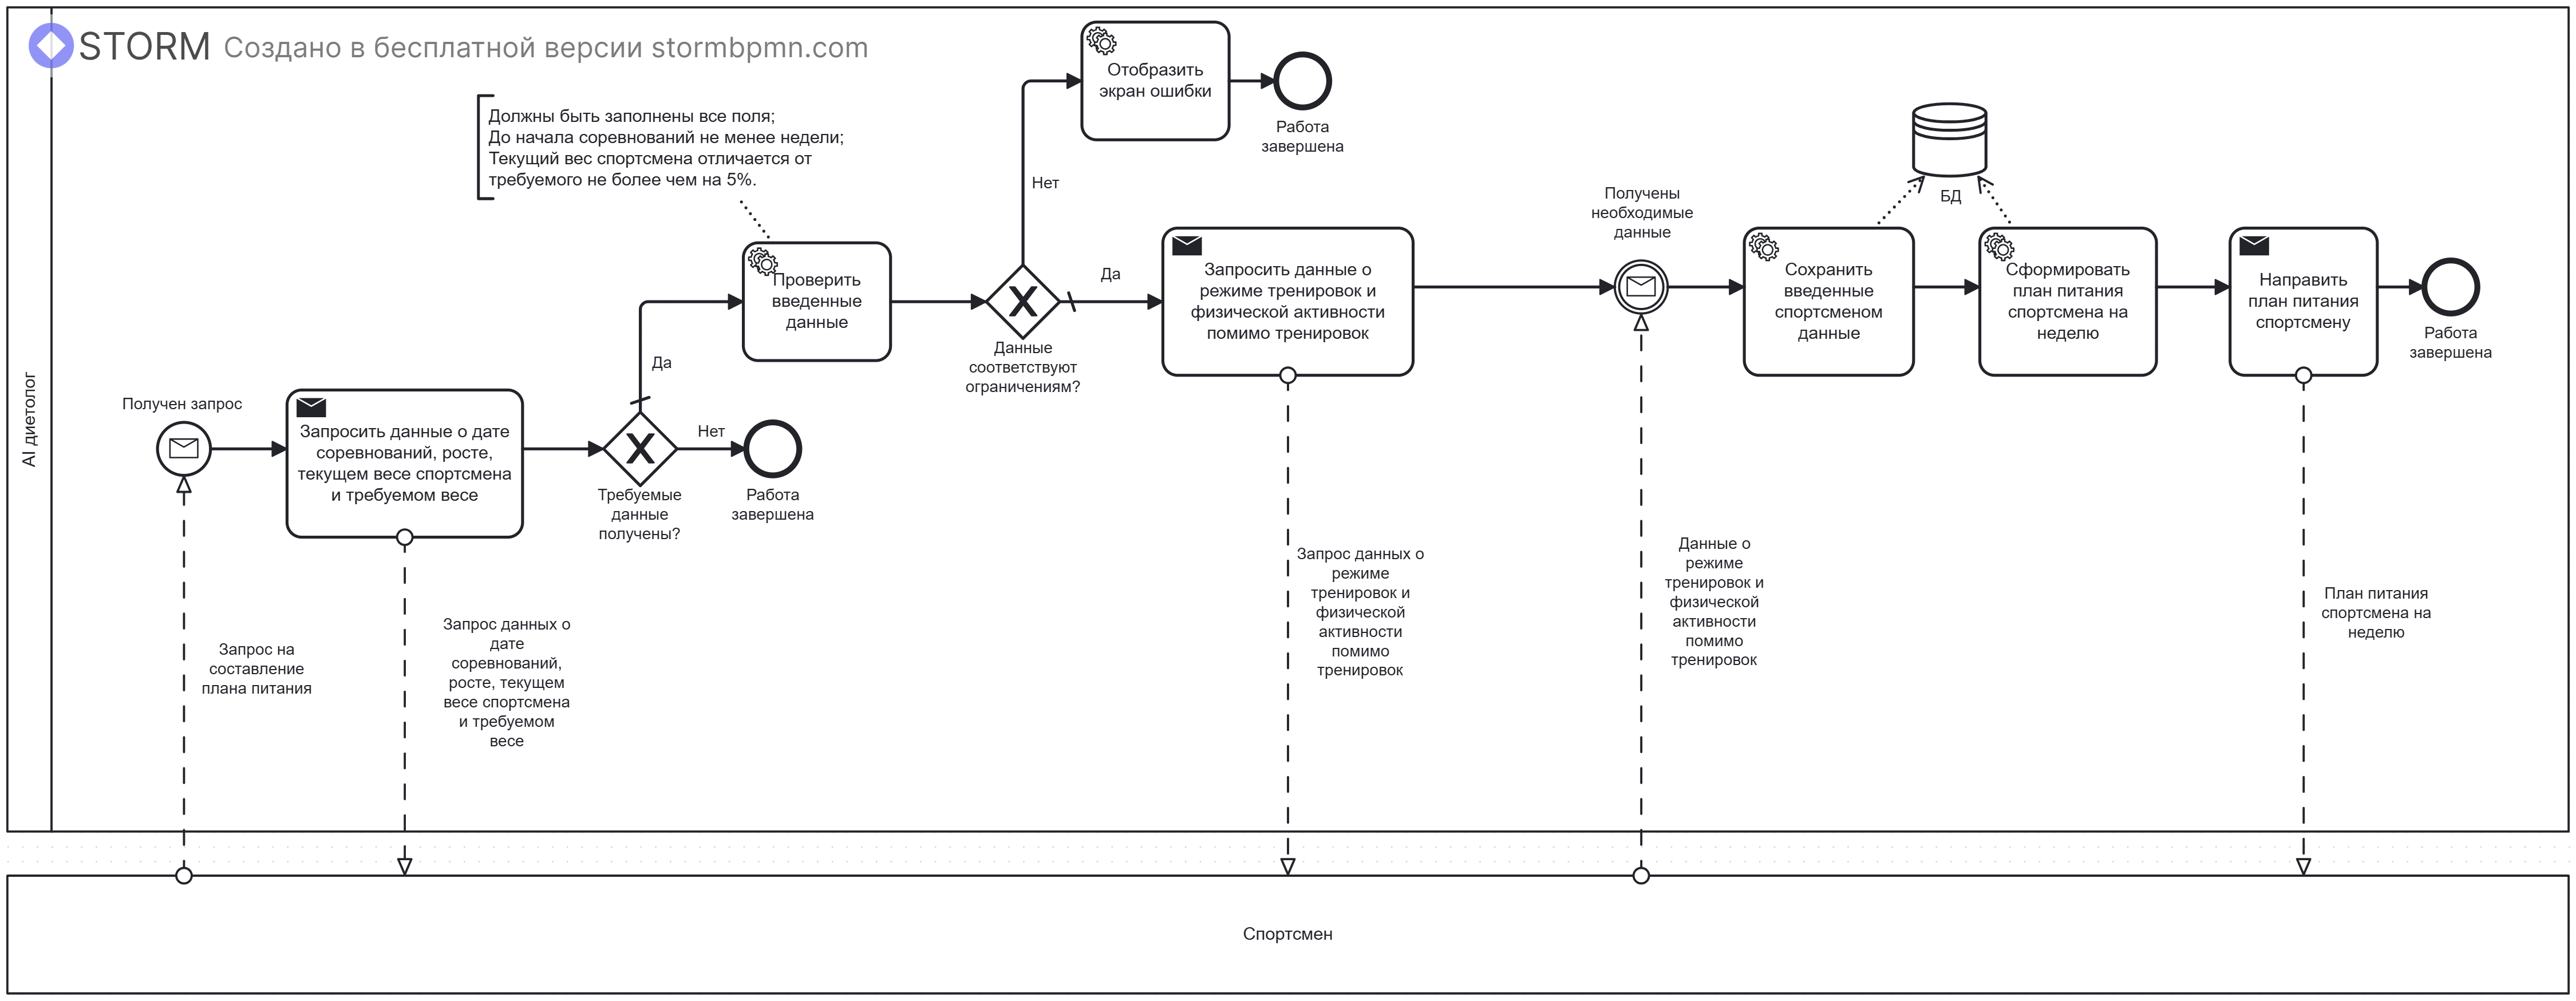 STORM Создано в бесплатной версии stormbpmn.com
AI диетолог
Получен запрос
Запрос на
составление
плана питания
Запросить данные о дате
соревнований, росте,
текущем весе спортсмена
и требуемом весе
Запрос данных о
дате
соревнований,
росте, текущем
весе спортсмена
и требуемом
весе
Требуемые
данные
получены?
Нет
Работа
завершена
Да
Должны быть заполнены все поля;
До начала соревнований не менее недели;
Текущий вес спортсмена отличается от
требуемого не более чем на 5%.
Проверить
введенные
данные
Данные
соответствуют
ограничениям?
Нет
Отобразить
экран ошибки
Работа
завершена
Да
Запросить данные о
режиме тренировок и
физической активности
помимо тренировок
Запрос данных о
режиме
тренировок и
физической
активности
помимо
тренировок
Получены
необходимые
данные
Данные о
режиме
тренировок и
физической
активности
помимо
тренировок
Сохранить
введенные
спортсменом
данные
БД
Сформировать
план питания
спортсмена на
неделю
Направить
план питания
спортсмену
План питания
спортсмена на
неделю
Работа
завершена
Спортсмен